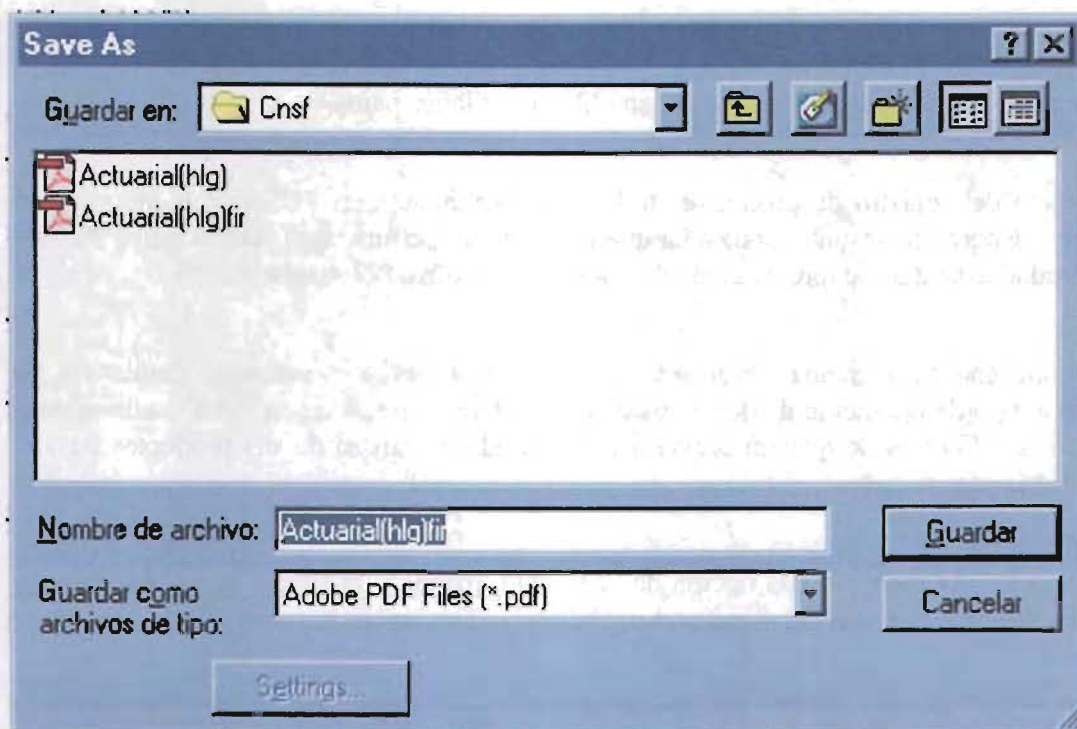 Save As
Guardar en: Cnsf
Actuarial(hlg)
Actuarial(hlg)fir
Nombre de archivo: Actuarial(hlg)fir
Guardar
Guardar como
archivos de tipo: Adobe PDF Files (*.pdf)
Cancelar
Settings...